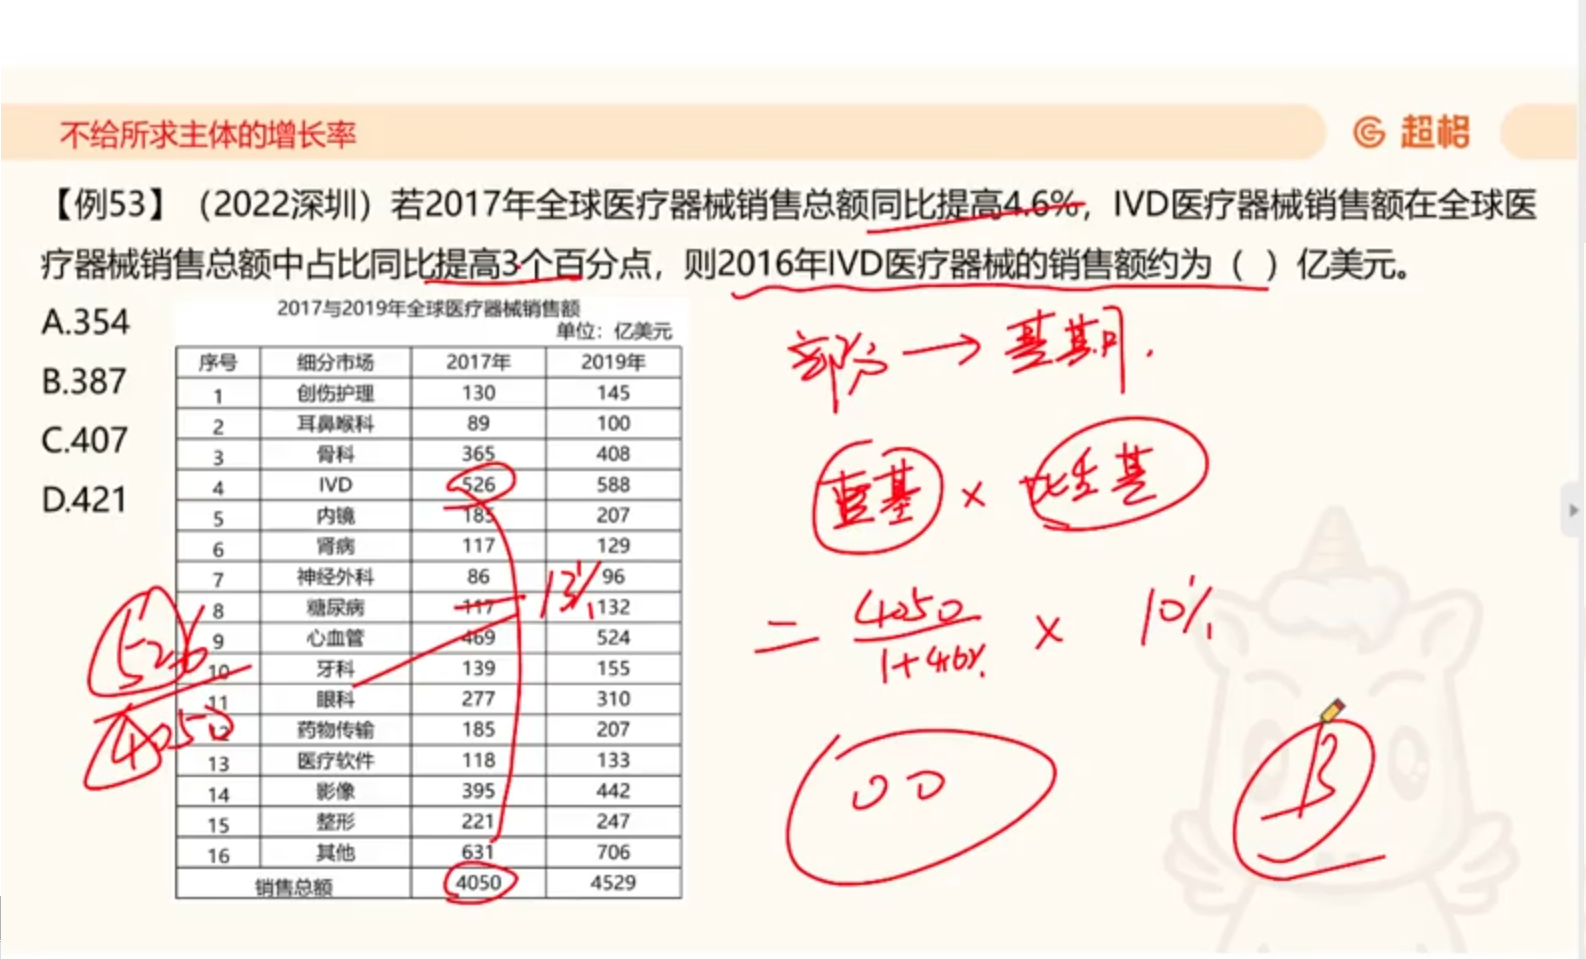 不给所求主体的增长率
超格
【例53】（2022深圳）若2017年全球医疗器械销售总额同比提高4.6%，IVD医疗器械销售额在全球医
疗器械销售总额中占比同比提高3个百分点，则2016年IVD医疗器械的销售额约为（ ）亿美元。
A.354
B.387
C.407
D.421
2017与2019年全球医疗器械销售额
单位：亿美元
序号 细分市场 2017年 2019年
1 创伤护理 130 145
2 耳鼻喉科 89 100
3 骨科 365 408
4 IVD 526 588
5 内镜 185 207
6 肾病 117 129
7 神经外科 86 96
8 糖尿病 117 132
9 心血管 469 524
10 牙科 139 155
11 眼科 277 310
12 药物传输 185 207
13 医疗软件 118 133
14 影像 395 442
15 整形 221 247
16 其他 631 706
销售总额 4050 4529
526
4050
13%
部分 → 基期.
× 
= 4050
1+4.6% × 10%
00
B